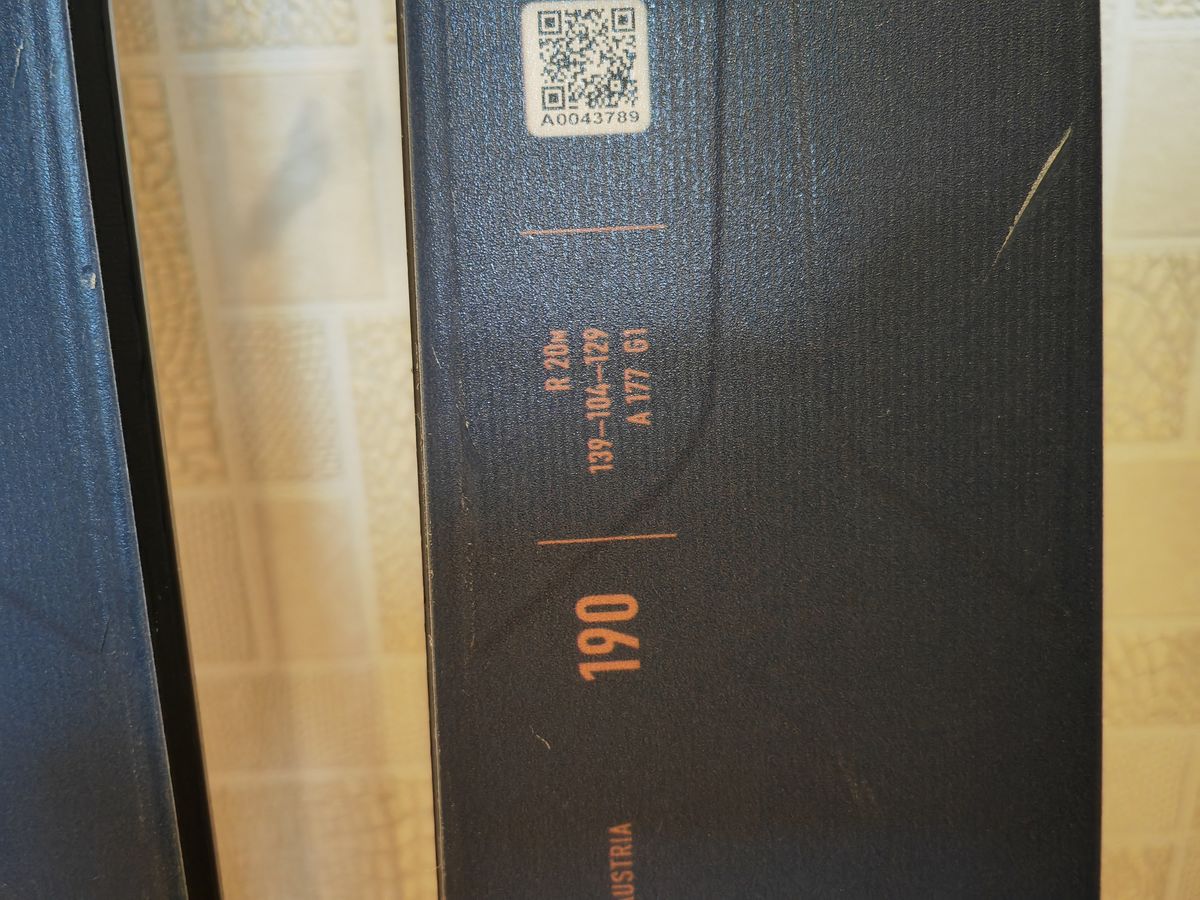 A0043789
R 20M
139–104–129
A 177 G1
190
AUSTRIA